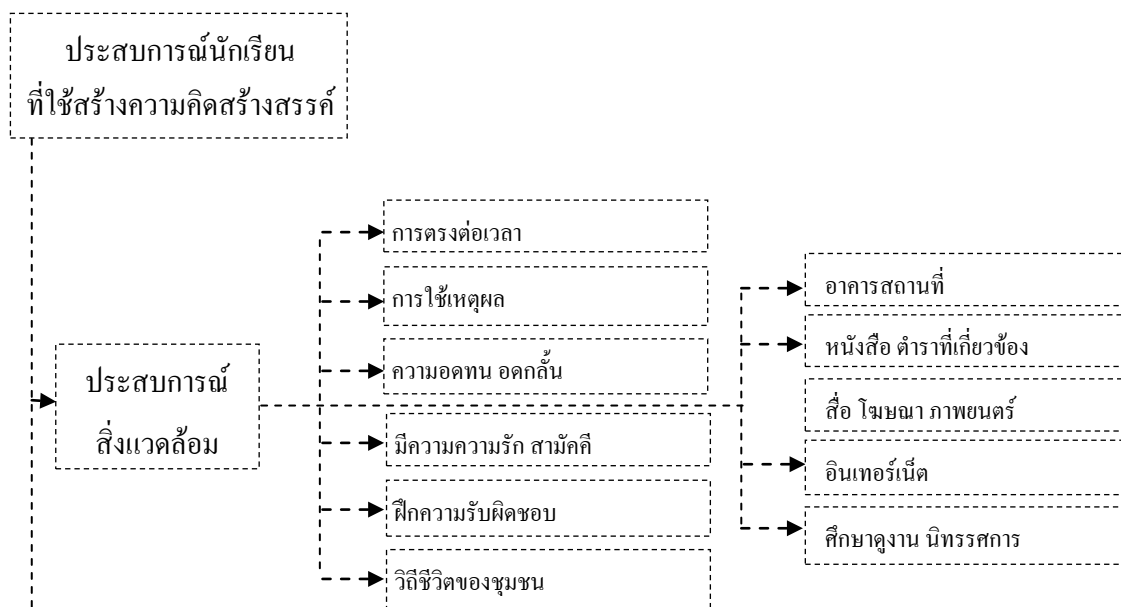 ประสบการณ์นักเรียน
ที่ใช้สร้างความคิดสร้างสรรค์
ประสบการณ์
สิ่งแวดล้อม
การตรงต่อเวลา
การใช้เหตุผล
ความอดทน อดกลั้น
มีความความรัก สามัคคี
ฝึกความรับผิดชอบ
วิถีชีวิตของชุมชน
อาคารสถานที่
หนังสือ ตำราที่เกี่ยวข้อง
สื่อ โฆษณา ภาพยนตร์
อินเทอร์เน็ต
ศึกษาดูงาน นิทรรศการ